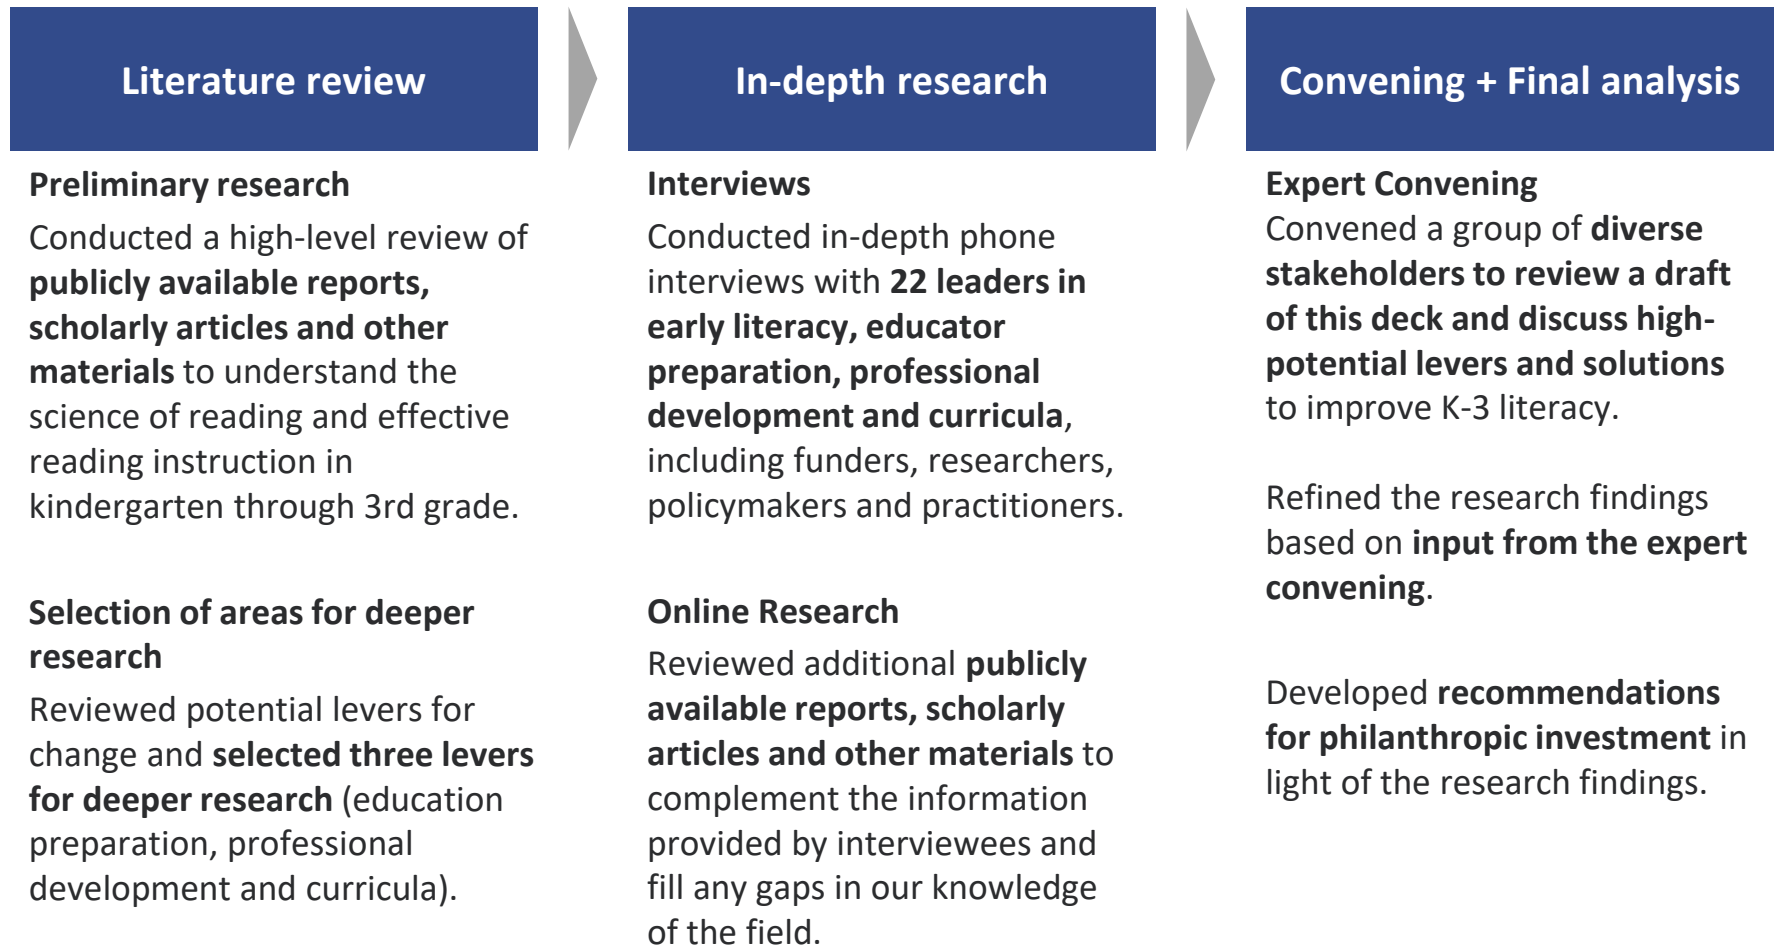 Literature review
Preliminary research
Conducted a high-level review of
publicly available reports,
scholarly articles and other
materials to understand the
science of reading and effective
reading instruction in
kindergarten through 3rd grade.
Selection of areas for deeper
research
Reviewed potential levers for
change and selected three levers
for deeper research (education
preparation, professional
development and curricula).
In-depth research
Interviews
Conducted in-depth phone
interviews with 22 leaders in
early literacy, educator
preparation, professional
development and curricula,
including funders, researchers,
policymakers and practitioners.
Online Research
Reviewed additional publicly
available reports, scholarly
articles and other materials to
complement the information
provided by interviewees and
fill any gaps in our knowledge
of the field.
Convening + Final analysis
Expert Convening
Convened a group of diverse
stakeholders to review a draft
of this deck and discuss high-
potential levers and solutions
to improve K-3 literacy.
Refined the research findings
based on input from the expert
convening.
Developed recommendations
for philanthropic investment in
light of the research findings.